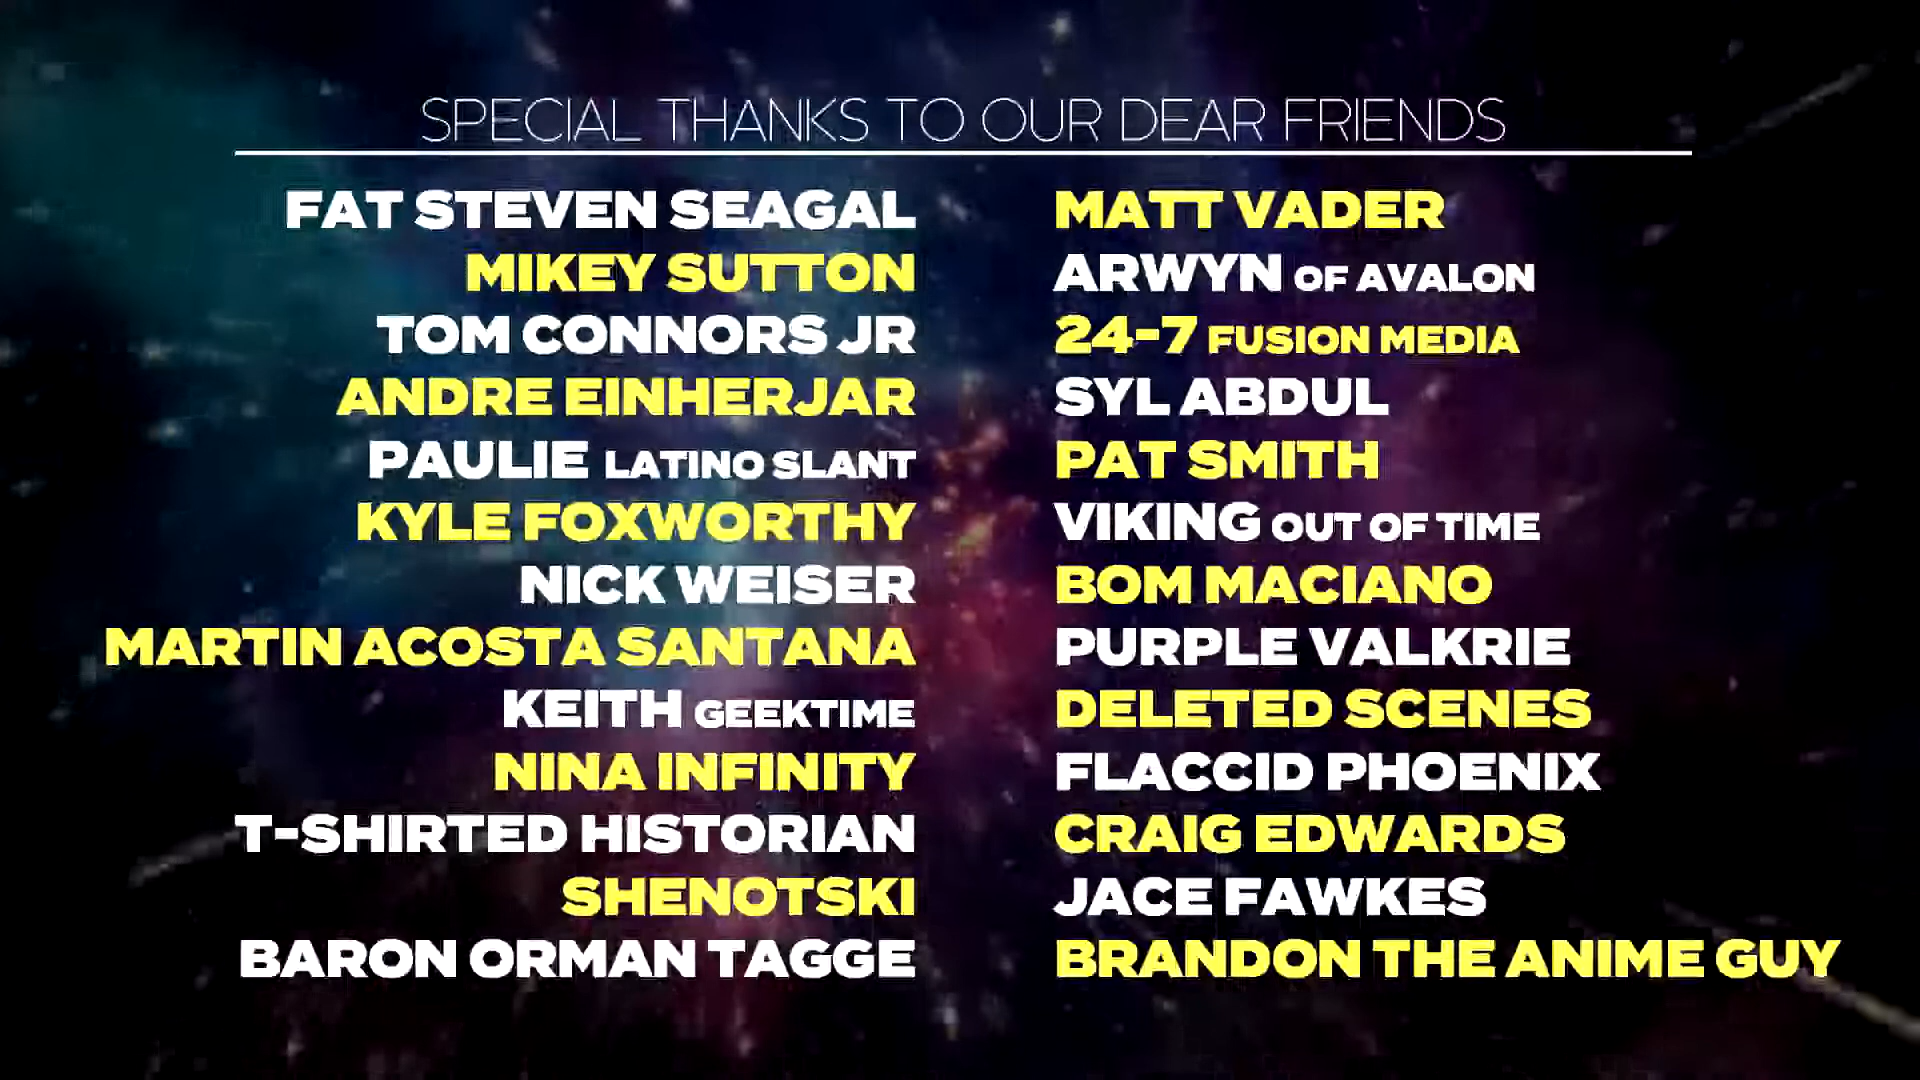 SPECIAL THANKS TO OUR DEAR FRIENDS
FAT STEVEN SEAGAL
MIKEY SUTTON
TOM CONNORS JR
ANDRE EINHERJAR
PAULIE LATINO SLANT
KYLE FOXWORTHY
NICK WEISER
MARTIN ACOSTA SANTANA
KEITH GEEKTIME
NINA INFINITY
T-SHIRTED HISTORIAN
SHENOTSKI
BARON ORMAN TAGGE
MATT VADER
ARWYN OF AVALON
24-7 FUSION MEDIA
SYL ABDUL
PAT SMITH
VIKING OUT OF TIME
BOM MACIANO
PURPLE VALKRIE
DELETED SCENES
FLACCID PHOENIX
CRAIG EDWARDS
JACE FAWKES
BRANDON THE ANIME GUY